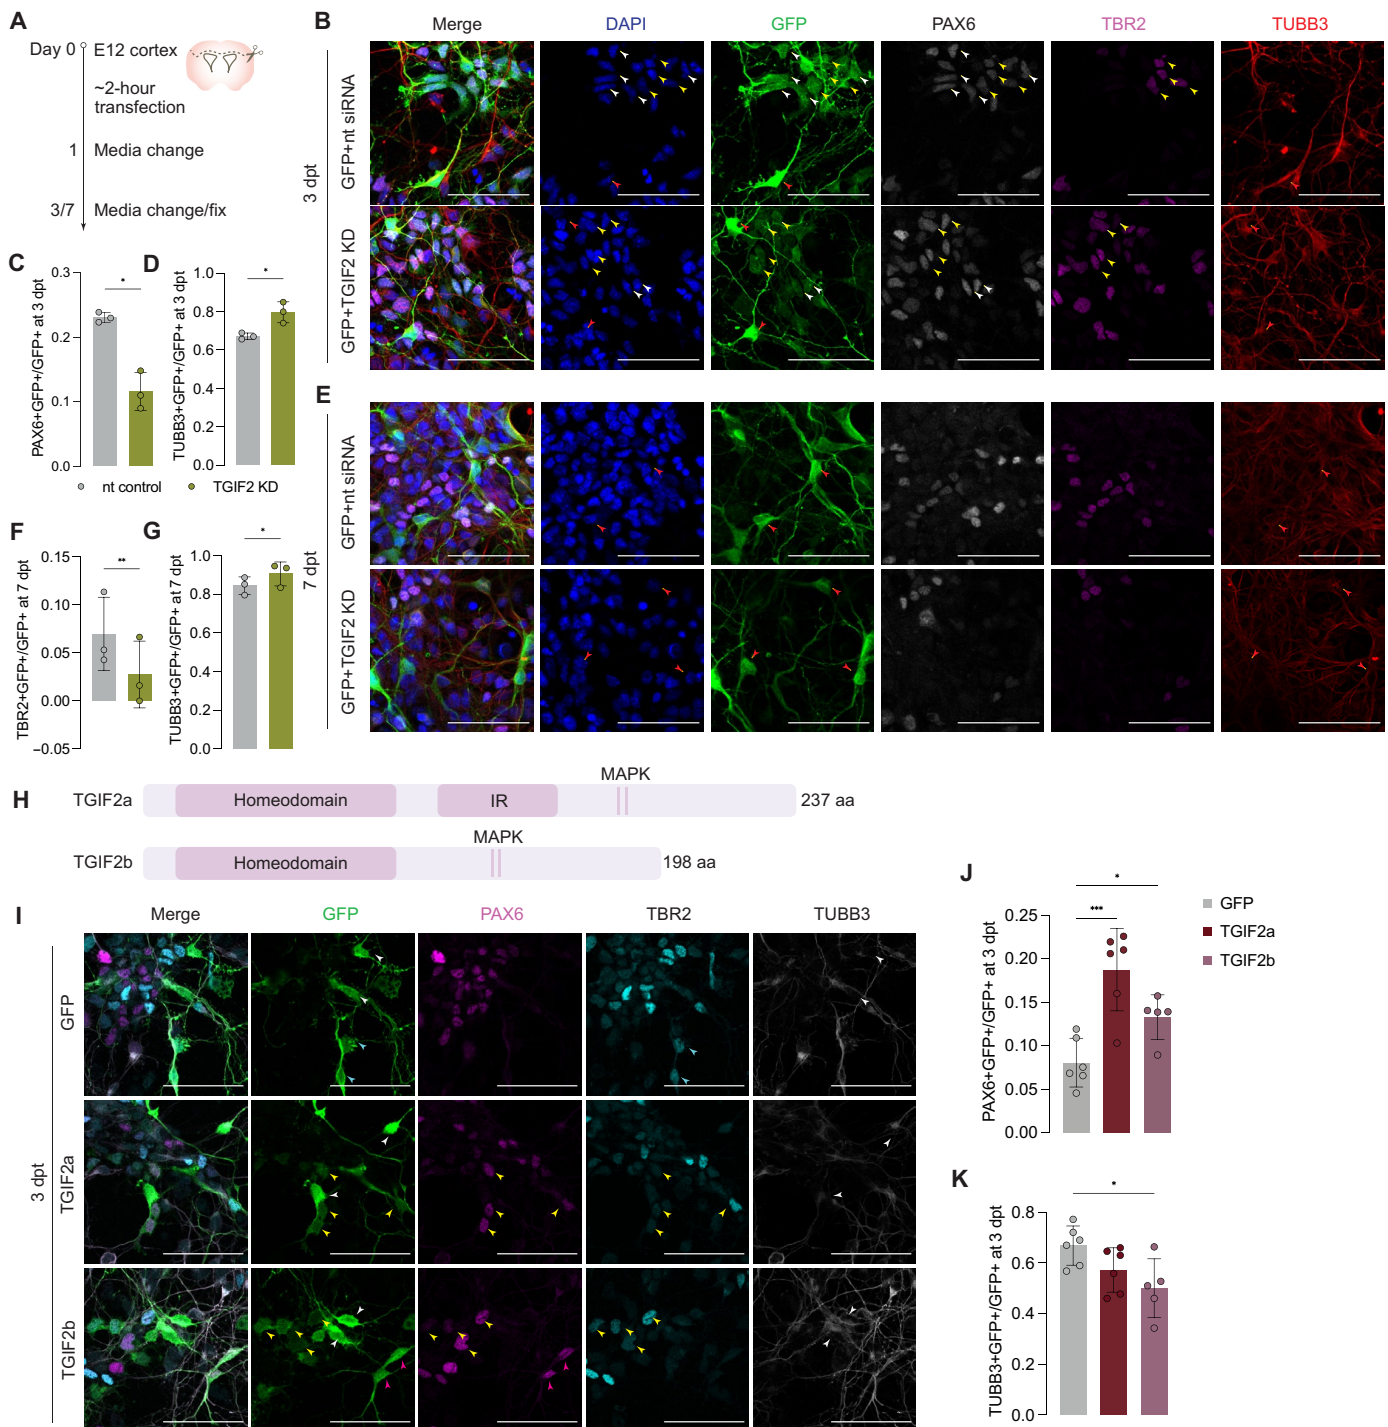 A
Day 0
E12 cortex
~2-hour
transfection
1
Media change
3/7
Media change/fix
B
Merge
DAPI
GFP
PAX6
TBR2
TUBB3
3 dpt
GFP+nt siRNA
GFP+TGIF2 KD
C
PAX6+GFP+/GFP+ at 3 dpt
0.3
0.2
0.1
0.0
*
D
TUBB3+GFP+/GFP+ at 3 dpt
1.0
0.8
0.6
0.4
0.2
0.0
*
nt control
TGIF2 KD
E
7 dpt
GFP+nt siRNA
GFP+TGIF2 KD
F
TBR2+GFP+/GFP+ at 7 dpt
0.15
0.10
0.05
0.00
−0.05
**
G
TUBB3+GFP+/GFP+ at 7 dpt
1.0
0.8
0.6
0.4
0.2
0.0
*
H
TGIF2a
Homeodomain
IR
MAPK
237 aa
TGIF2b
Homeodomain
MAPK
198 aa
I
Merge
GFP
PAX6
TBR2
TUBB3
3 dpt
GFP
TGIF2a
TGIF2b
J
PAX6+GFP+/GFP+ at 3 dpt
0.25
0.20
0.15
0.10
0.05
0.00
***
*
GFP
TGIF2a
TGIF2b
K
TUBB3+GFP+/GFP+ at 3 dpt
0.8
0.6
0.4
0.2
0.0
*